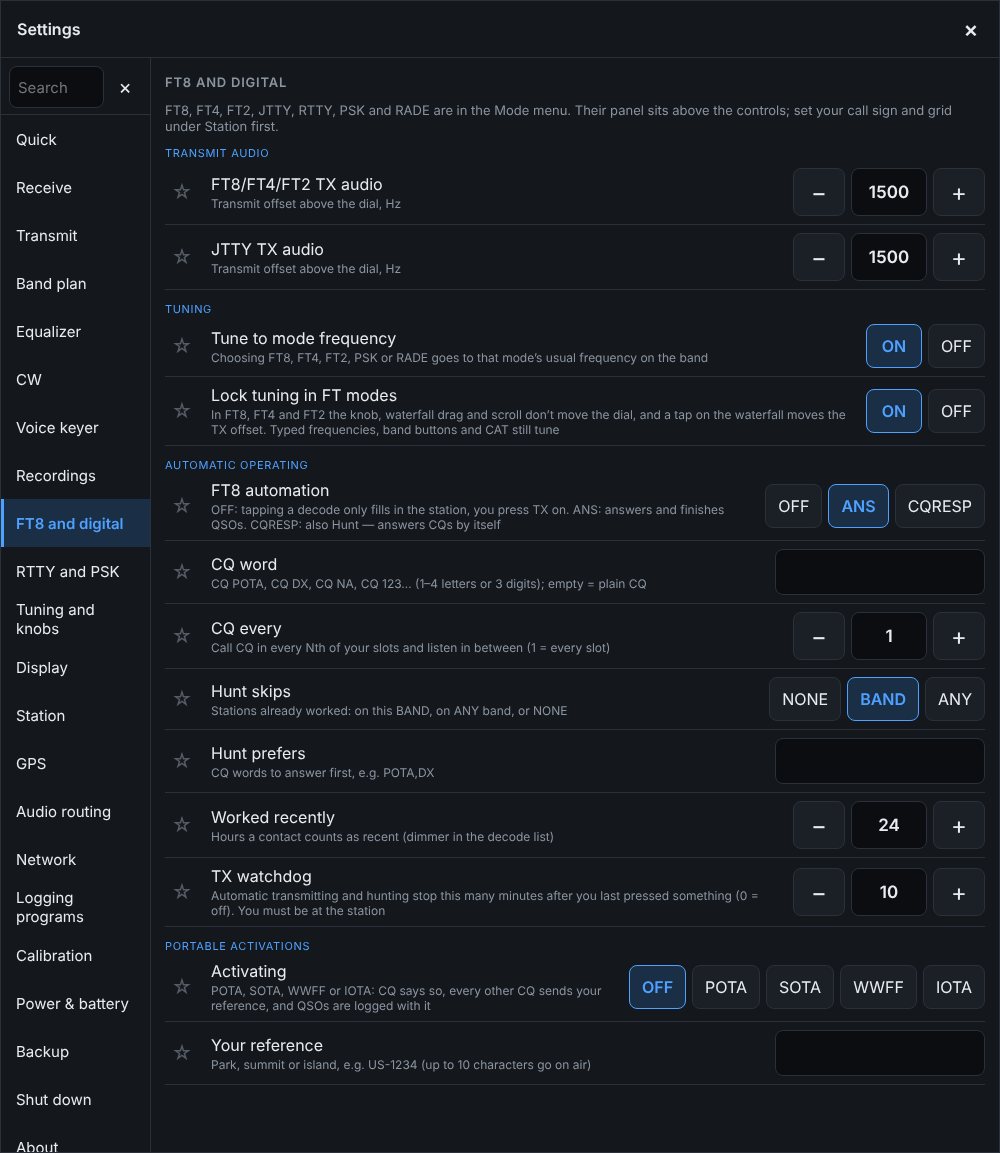 Settings
×
Search
×
Quick
Receive
Transmit
Band plan
Equalizer
CW
Voice keyer
Recordings
FT8 and digital
RTTY and PSK
Tuning and
knobs
Display
Station
GPS
Audio routing
Network
Logging
programs
Calibration
Power & battery
Backup
Shut down
About
FT8 AND DIGITAL
FT8, FT4, FT2, JTTY, RTTY, PSK and RADE are in the Mode menu. Their panel sits above the controls; set your call sign and grid
under Station first.
TRANSMIT AUDIO
FT8/FT4/FT2 TX audio
Transmit offset above the dial, Hz
− 1500 +
JTTY TX audio
Transmit offset above the dial, Hz
− 1500 +
TUNING
Tune to mode frequency
Choosing FT8, FT4, FT2, PSK or RADE goes to that mode’s usual frequency on the band
ON OFF
Lock tuning in FT modes
In FT8, FT4 and FT2 the knob, waterfall drag and scroll don’t move the dial, and a tap on the waterfall moves the
TX offset. Typed frequencies, band buttons and CAT still tune
ON OFF
AUTOMATIC OPERATING
FT8 automation
OFF: tapping a decode only fills in the station, you press TX on. ANS: answers and finishes
QSOs. CQRESP: also Hunt — answers CQs by itself
OFF ANS CQRESP
CQ word
CQ POTA, CQ DX, CQ NA, CQ 123… (1–4 letters or 3 digits); empty = plain CQ
CQ every
Call CQ in every Nth of your slots and listen in between (1 = every slot)
− 1 +
Hunt skips
Stations already worked: on this BAND, on ANY band, or NONE
NONE BAND ANY
Hunt prefers
CQ words to answer first, e.g. POTA,DX
Worked recently
Hours a contact counts as recent (dimmer in the decode list)
− 24 +
TX watchdog
Automatic transmitting and hunting stop this many minutes after you last pressed something (0 =
off). You must be at the station
− 10 +
PORTABLE ACTIVATIONS
Activating
POTA, SOTA, WWFF or IOTA: CQ says so, every other CQ sends your
reference, and QSOs are logged with it
OFF POTA SOTA WWFF IOTA
Your reference
Park, summit or island, e.g. US-1234 (up to 10 characters go on air)